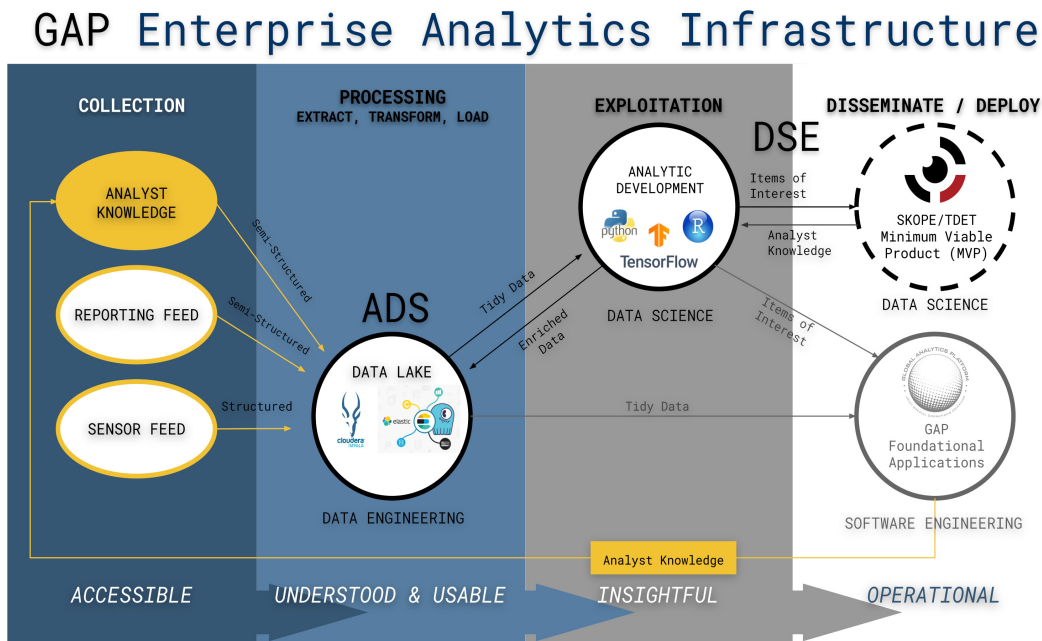 GAP Enterprise Analytics Infrastructure
COLLECTION
PROCESSING
EXTRACT, TRANSFORM, LOAD
EXPLOITATION
DISSEMINATE / DEPLOY
ANALYST
KNOWLEDGE
REPORTING FEED
SENSOR FEED
Semi-Structured
Semi-Structured
Structured
ADS
DATA LAKE
cloudera
elastic
DATA ENGINEERING
Tidy Data
Enriched
Data
DSE
ANALYTIC
DEVELOPMENT
python
R
TensorFlow
DATA SCIENCE
Items of
Interest
Analyst
Knowledge
Items of
Interest
Tidy Data
SKOPE/TDET
Minimum Viable
Product (MVP)
DATA SCIENCE
GLOBAL ANALYTICS PLATFORM
GAP
Foundational
Applications
SOFTWARE ENGINEERING
Analyst Knowledge
ACCESSIBLE
UNDERSTOOD & USABLE
INSIGHTFUL
OPERATIONAL